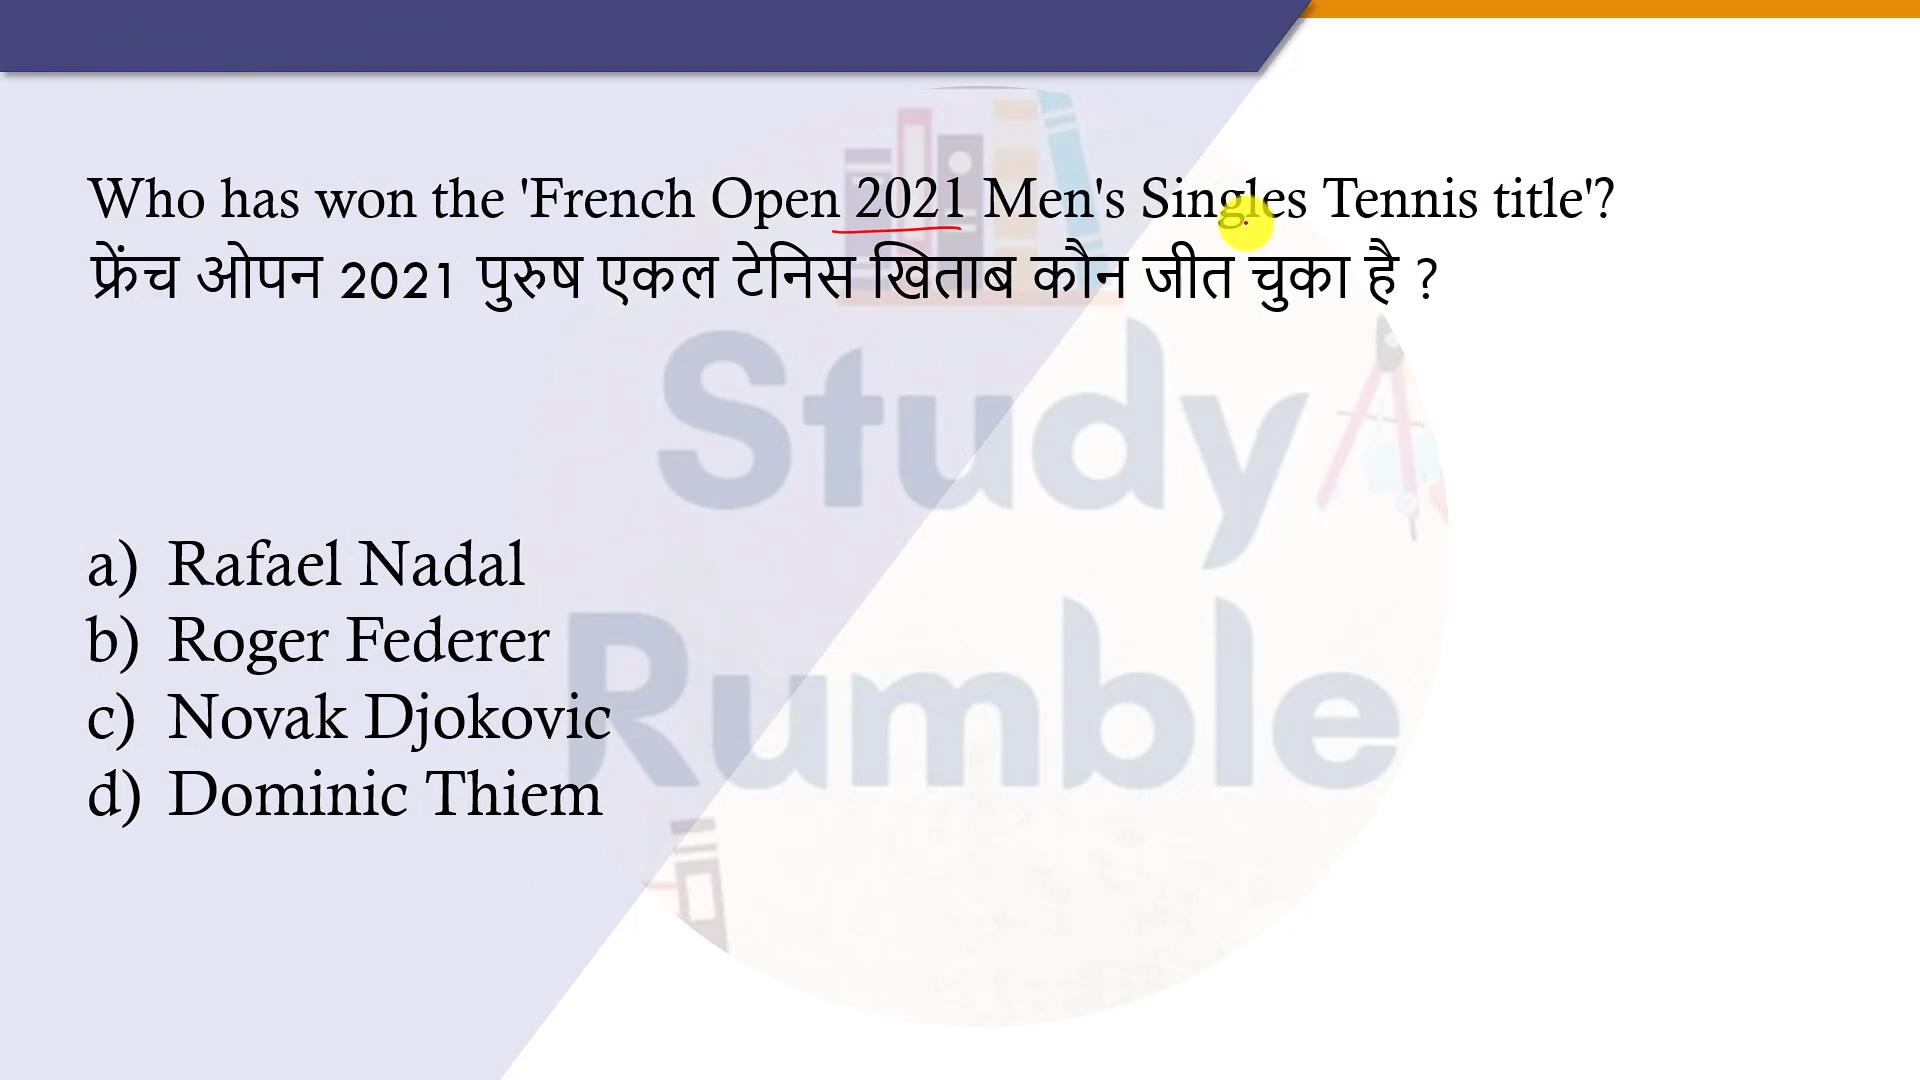 Who has won the 'French Open 2021 Men's Singles Tennis title'?
फ्रेंच ओपन 2021 पुरुष एकल टेनिस खिताब कौन जीत चुका है ?
Study
Rumble
a) Rafael Nadal
b) Roger Federer
c) Novak Djokovic
d) Dominic Thiem